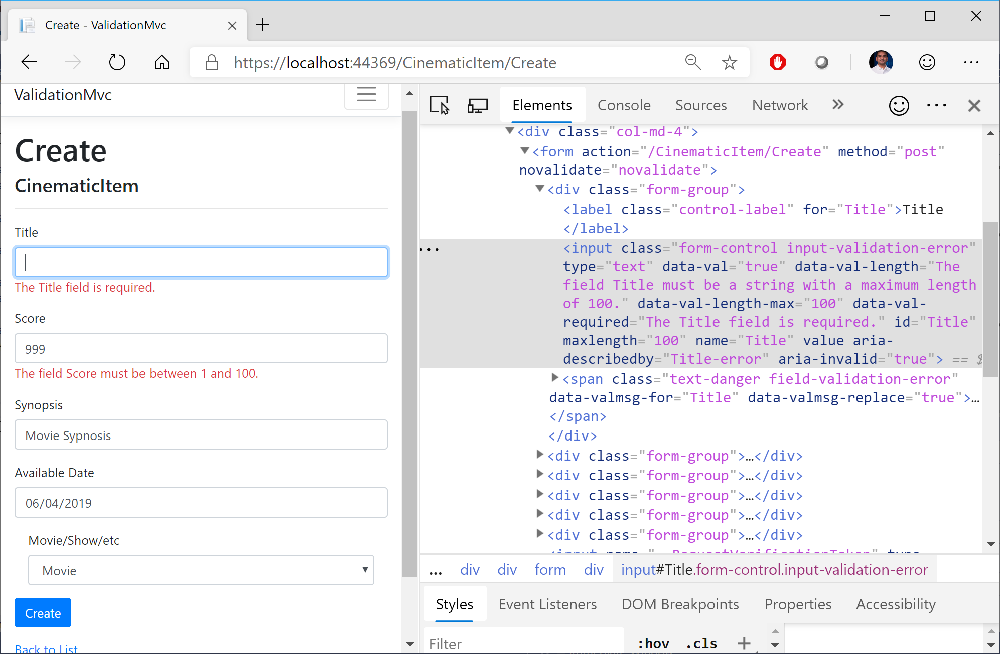 Create - ValidationMvc
https://localhost:44369/CinematicItem/Create
ValidationMvc
Create
CinematicItem
Title
The Title field is required.
Score
999
The field Score must be between 1 and 100.
Synopsis
Movie Sypnosis
Available Date
06/04/2019
Movie/Show/etc
Movie
Create
Back to List
Elements Console Sources Network »
<div class="col-md-4">
<form action="/CinematicItem/Create" method="post"
novalidate="novalidate">
<div class="form-group">
<label class="control-label" for="Title">Title
</label>
<input class="form-control input-validation-error"
type="text" data-val="true" data-val-length="The
field Title must be a string with a maximum length
of 100." data-val-length-max="100" data-val-
required="The Title field is required." id="Title"
maxlength="100" name="Title" value aria-
describedby="Title-error" aria-invalid="true"> == $
<span class="text-danger field-validation-error"
data-valmsg-for="Title" data-valmsg-replace="true">…
</span>
</div>
<div class="form-group">…</div>
<div class="form-group">…</div>
<div class="form-group">…</div>
<div class="form-group">…</div>
<div class="form-group">…</div>
<input name="__RequestVerificationToken" type
... div div form div input#Title.form-control.input-validation-error
Styles Event Listeners DOM Breakpoints Properties Accessibility
Filter :hov .cls +